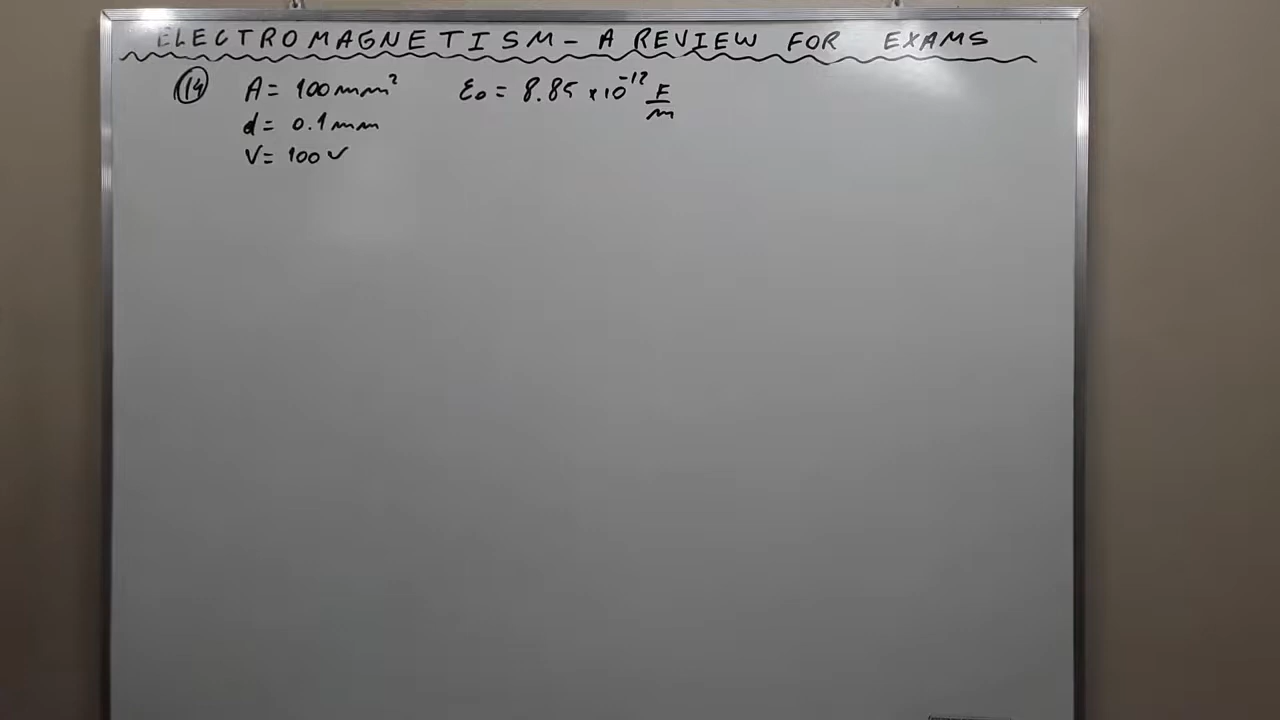 ELECTROMAGNETISM - A REVIEW FOR EXAMS
14 A = 100 mm² ε₀ = 8.85 × 10⁻¹² F/m
d = 0.1 mm
V = 100 V